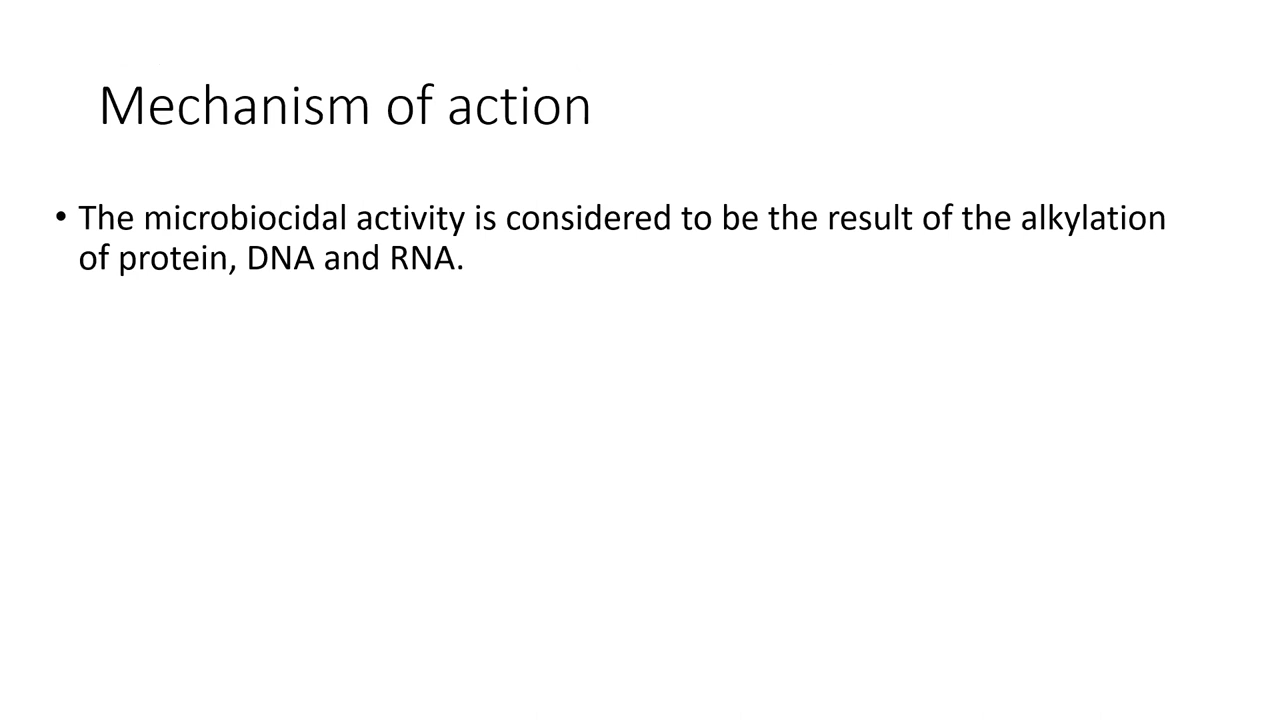 Mechanism of action
• The microbiocidal activity is considered to be the result of the alkylation
of protein, DNA and RNA.